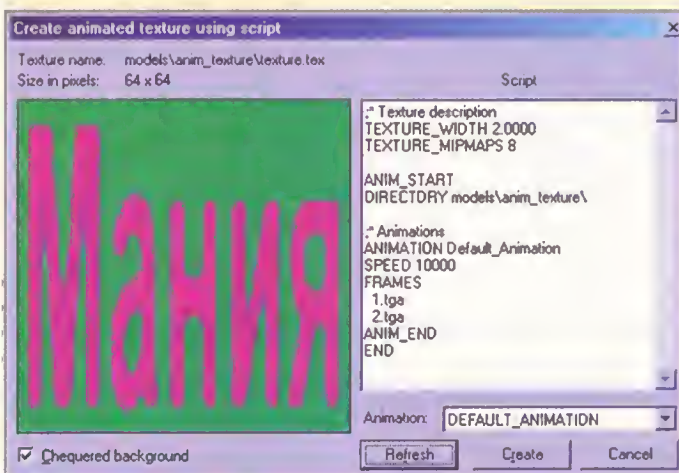 Create animated texture using script
Texture name: models\anim_texture\texture.tex
Size in pixels: 64 x 64
Script
Мания
;* Texture description
TEXTURE_WIDTH 2.0000
TEXTURE_MIPMAPS 8
ANIM_START
DIRECTORY models\anim_texture\
;* Animations
ANIMATION Default_Animation
SPEED 10000
FRAMES
1.tga
2.tga
ANIM_END
END
Animation: DEFAULT_ANIMATION
Chequered background
Refresh Create Cancel